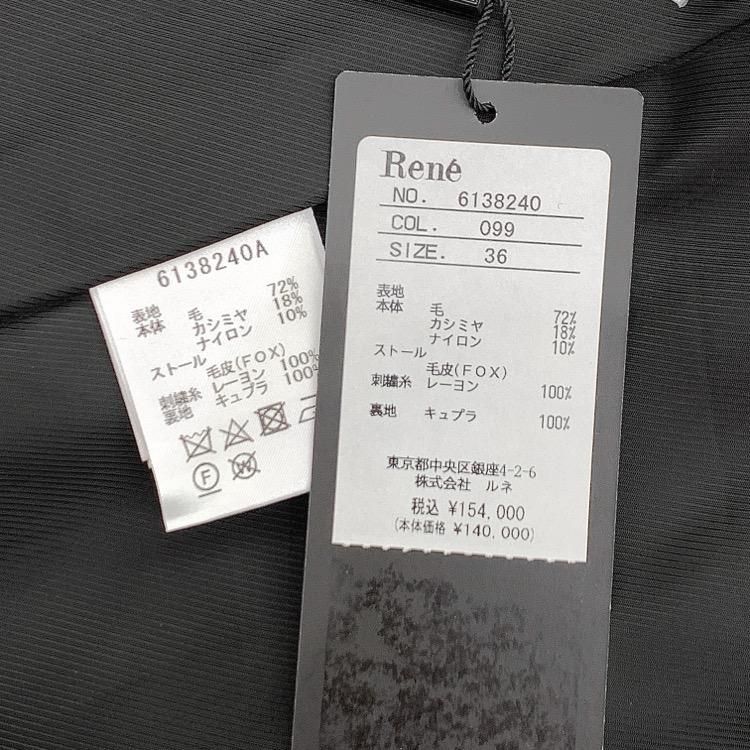 6138240A
表地
本体 毛 72%
カシミヤ 18%
ナイロン 10%
ストール
毛皮(FOX)
刺繍糸 レーヨン 100%
裏地 キュプラ 100%
F
W
René
NO. 6138240
COL. 099
SIZE. 36
表地
本体 毛 72%
カシミヤ 18%
ナイロン 10%
ストール
毛皮(FOX)
刺繍糸 レーヨン 100%
裏地 キュプラ 100%
東京都中央区銀座4-2-6
株式会社 ルネ
税込 ¥154,000
(本体価格 ¥140,000)